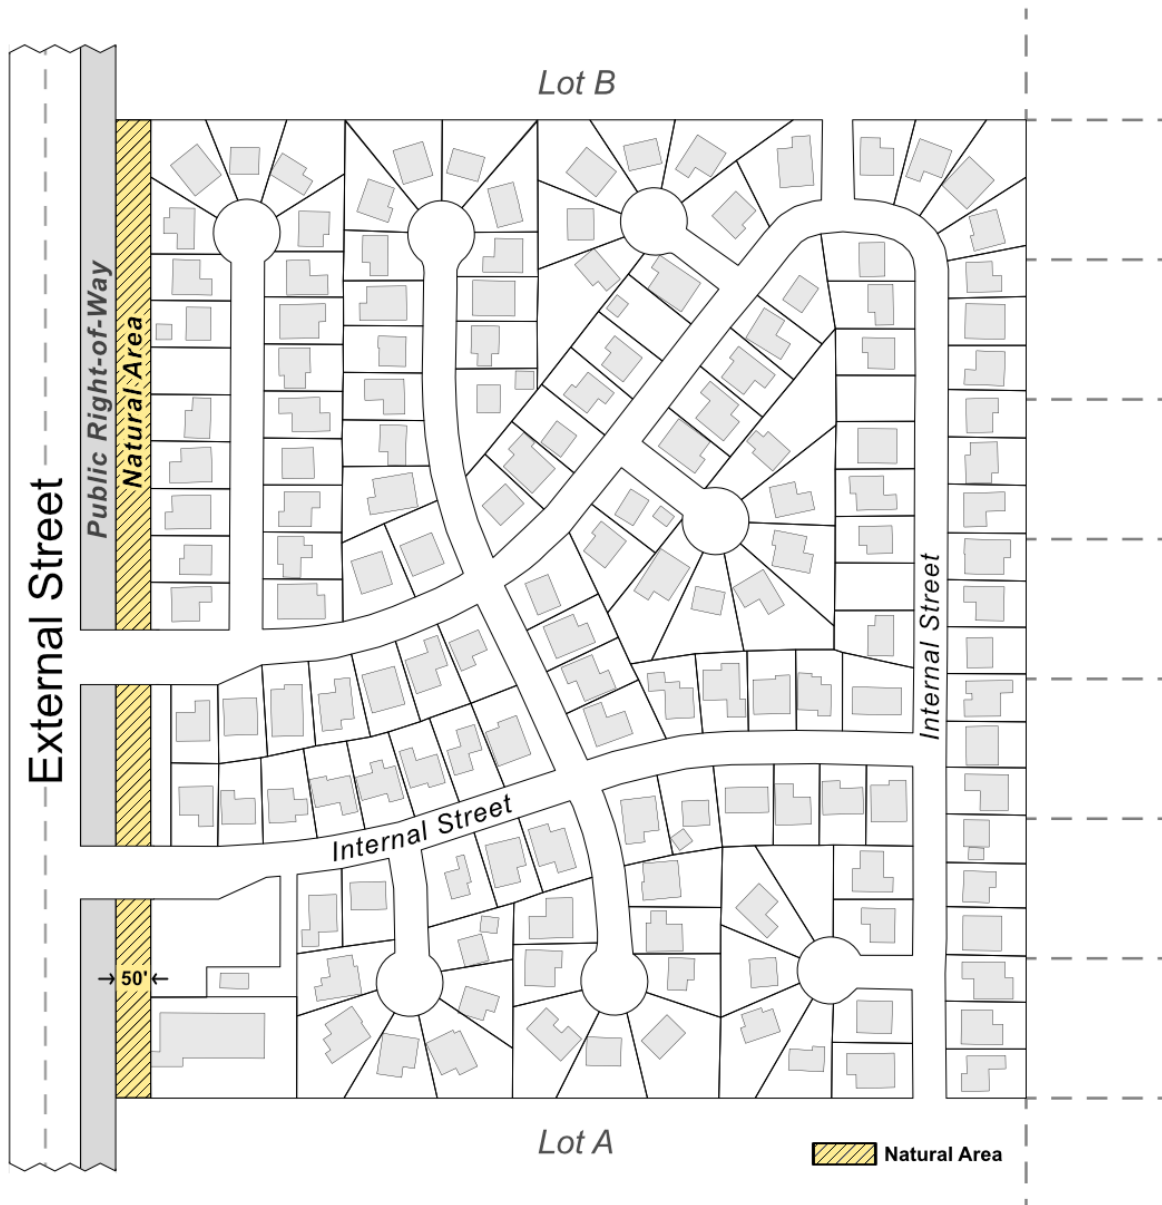 Lot B
External Street
Public Right-of-Way
Natural Area
Internal Street
Internal Street
50'
Lot A
Natural Area